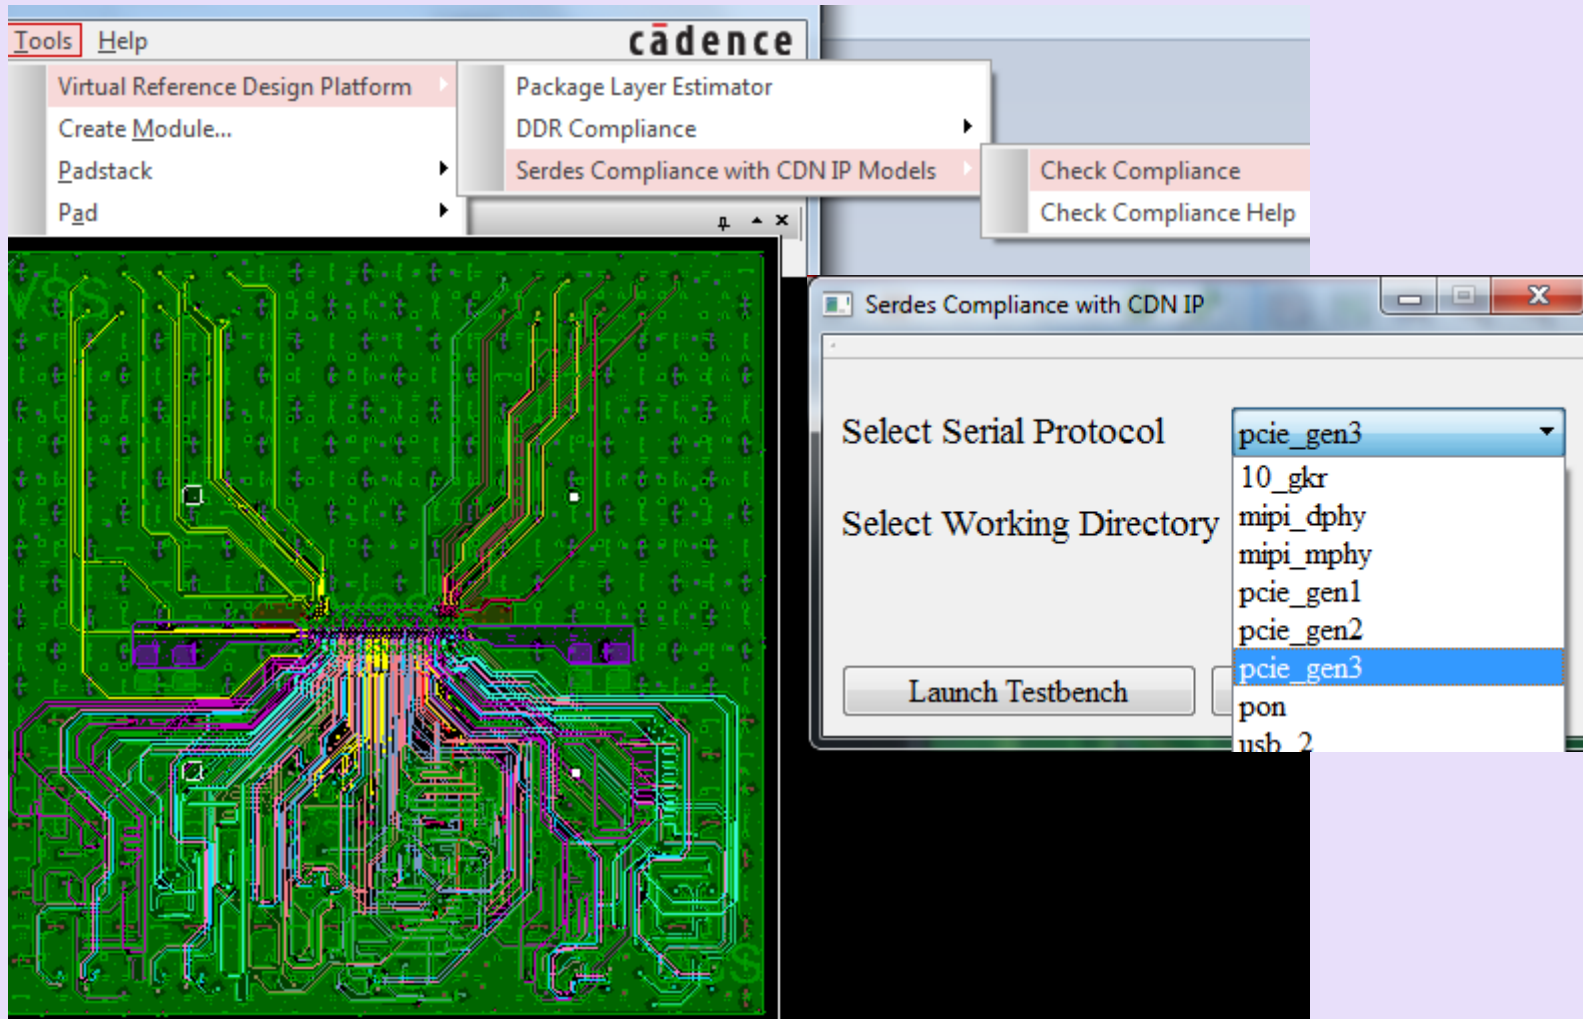 Tools Help cādence
Virtual Reference Design Platform
Create Module...
Padstack
Pad
Package Layer Estimator
DDR Compliance
Serdes Compliance with CDN IP Models
Check Compliance
Check Compliance Help
VSS
Serdes Compliance with CDN IP
Select Serial Protocol
pcie_gen3
10_gkr
mipi_dphy
mipi_mphy
pcie_gen1
pcie_gen2
pcie_gen3
pon
usb_2
Select Working Directory
Launch Testbench